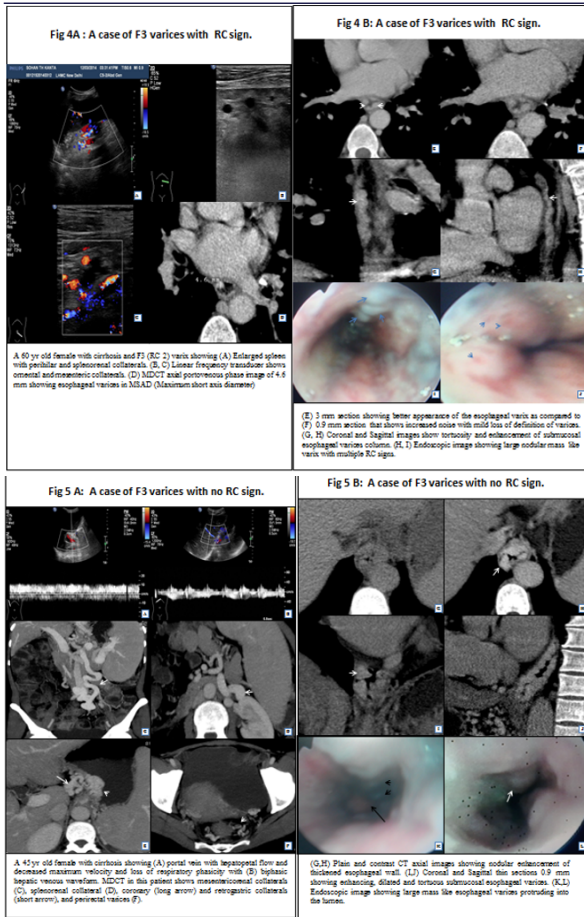 Fig 4A : A case of F3 varices with RC sign.
A 60 yr old female with cirrhosis and F3 (RC 2) varix showing (A) Enlarged spleen
with perihilar and splenorenal collaterals. (B, C) Linear frequency transducer shows
omental and mesenteric collaterals. (D) MDCT axial portovenous phase image of 4.6
mm showing esophageal varices in MSAD (Maximum short axis diameter)
Fig 4 B: A case of F3 varices with RC sign.
(E) 3 mm section showing better appearance of the esophageal varix as compared to
(F) 0.9 mm section that shows increased noise with mild loss of definition of varices.
(G, H) Coronal and Sagittal images show tortuosity and enhancement of submucosal
esophageal varices column. (H, I) Endoscopic image showing large nodular mass like
varix with multiple RC signs.
Fig 5 A: A case of F3 varices with no RC sign.
A 45 yr old female with cirrhosis showing (A) portal vein with hepatopetal flow and
decreased maximum velocity and loss of respiratory phasicity with (B) biphasic
hepatic venous waveform. MDCT in this patient shows mesentericorenal collaterals
(C), splenorenal collateral (D), coronary (long arrow) and retrogastric collaterals
(short arrow), and perirectal varices (F).
Fig 5 B: A case of F3 varices with no RC sign.
(G,H) Plain and contrast CT axial images showing nodular enhancement of
thickened esophageal wall. (I,J) Coronal and Sagittal thin sections 0.9 mm
showing enhancing, dilated and tortuous submucosal esophageal varices. (K,L)
Endoscopic image showing large mass like esophageal varices protruding into
the lumen.